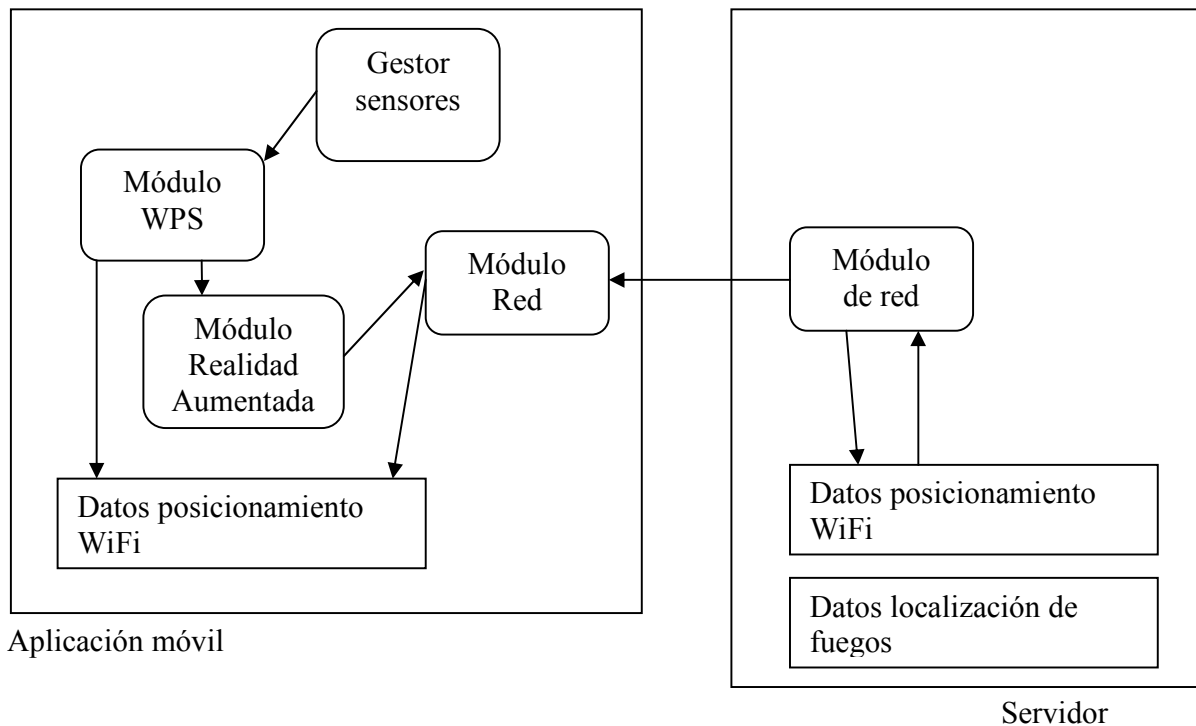 Gestor
sensores
Módulo
WPS
Módulo
Realidad
Aumentada
Módulo
Red
Datos posicionamiento
WiFi
Aplicación móvil
Módulo
de red
Datos posicionamiento
WiFi
Datos localización de
fuegos
Servidor